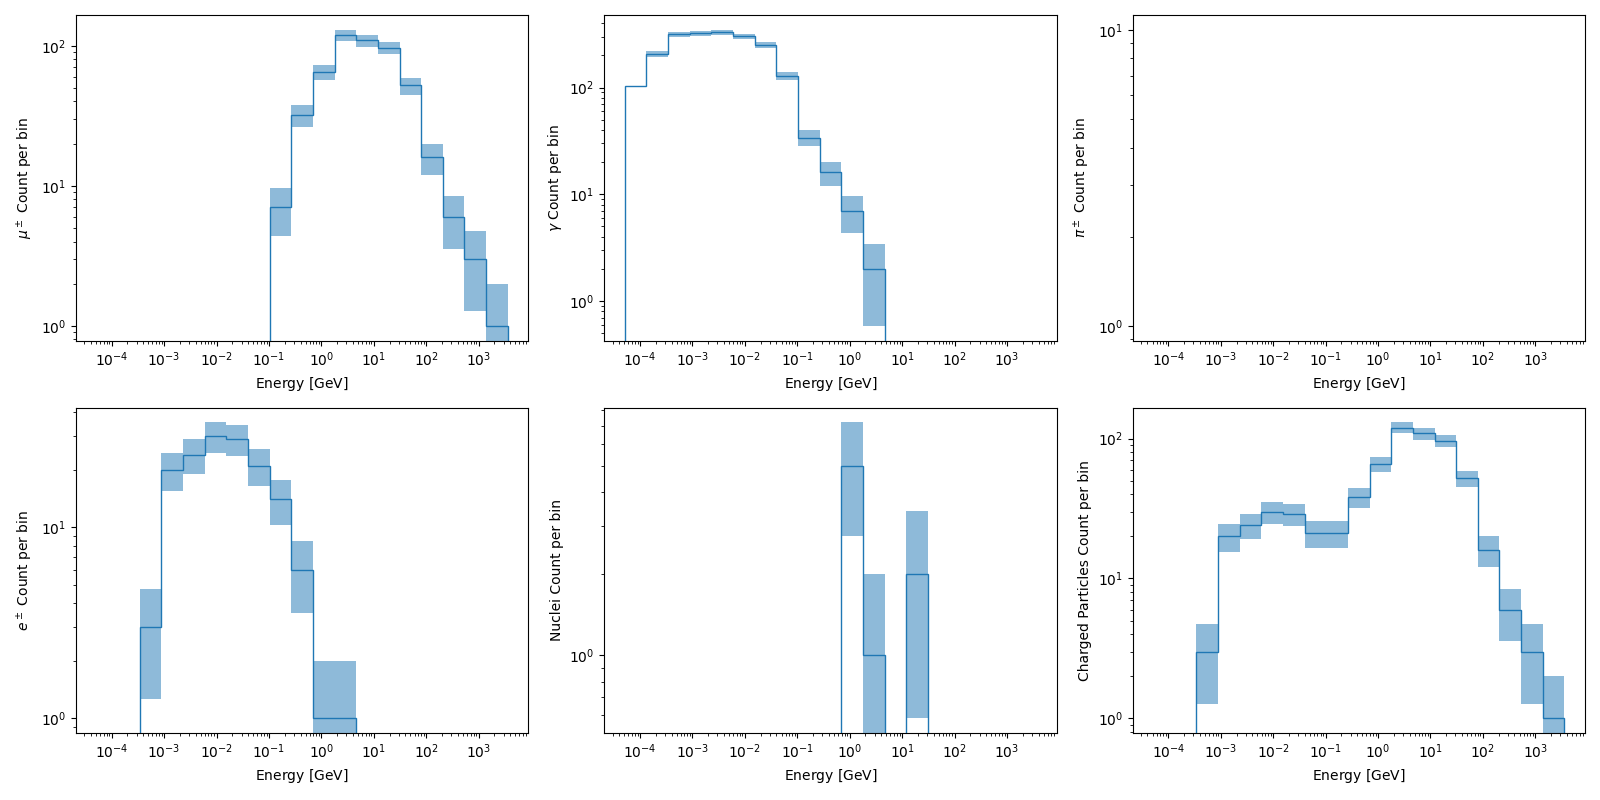 μ± Count per bin
10² 10¹ 10⁰
10⁻⁴ 10⁻³ 10⁻² 10⁻¹ 10⁰ 10¹ 10² 10³
Energy [GeV]
γ Count per bin
10² 10¹ 10⁰
10⁻⁴ 10⁻³ 10⁻² 10⁻¹ 10⁰ 10¹ 10² 10³
Energy [GeV]
π± Count per bin
10¹ 10⁰
10⁻⁴ 10⁻³ 10⁻² 10⁻¹ 10⁰ 10¹ 10² 10³
Energy [GeV]
e± Count per bin
10¹ 10⁰
10⁻⁴ 10⁻³ 10⁻² 10⁻¹ 10⁰ 10¹ 10² 10³
Energy [GeV]
Nuclei Count per bin
10⁰
10⁻⁴ 10⁻³ 10⁻² 10⁻¹ 10⁰ 10¹ 10² 10³
Energy [GeV]
Charged Particles Count per bin
10² 10¹ 10⁰
10⁻⁴ 10⁻³ 10⁻² 10⁻¹ 10⁰ 10¹ 10² 10³
Energy [GeV]